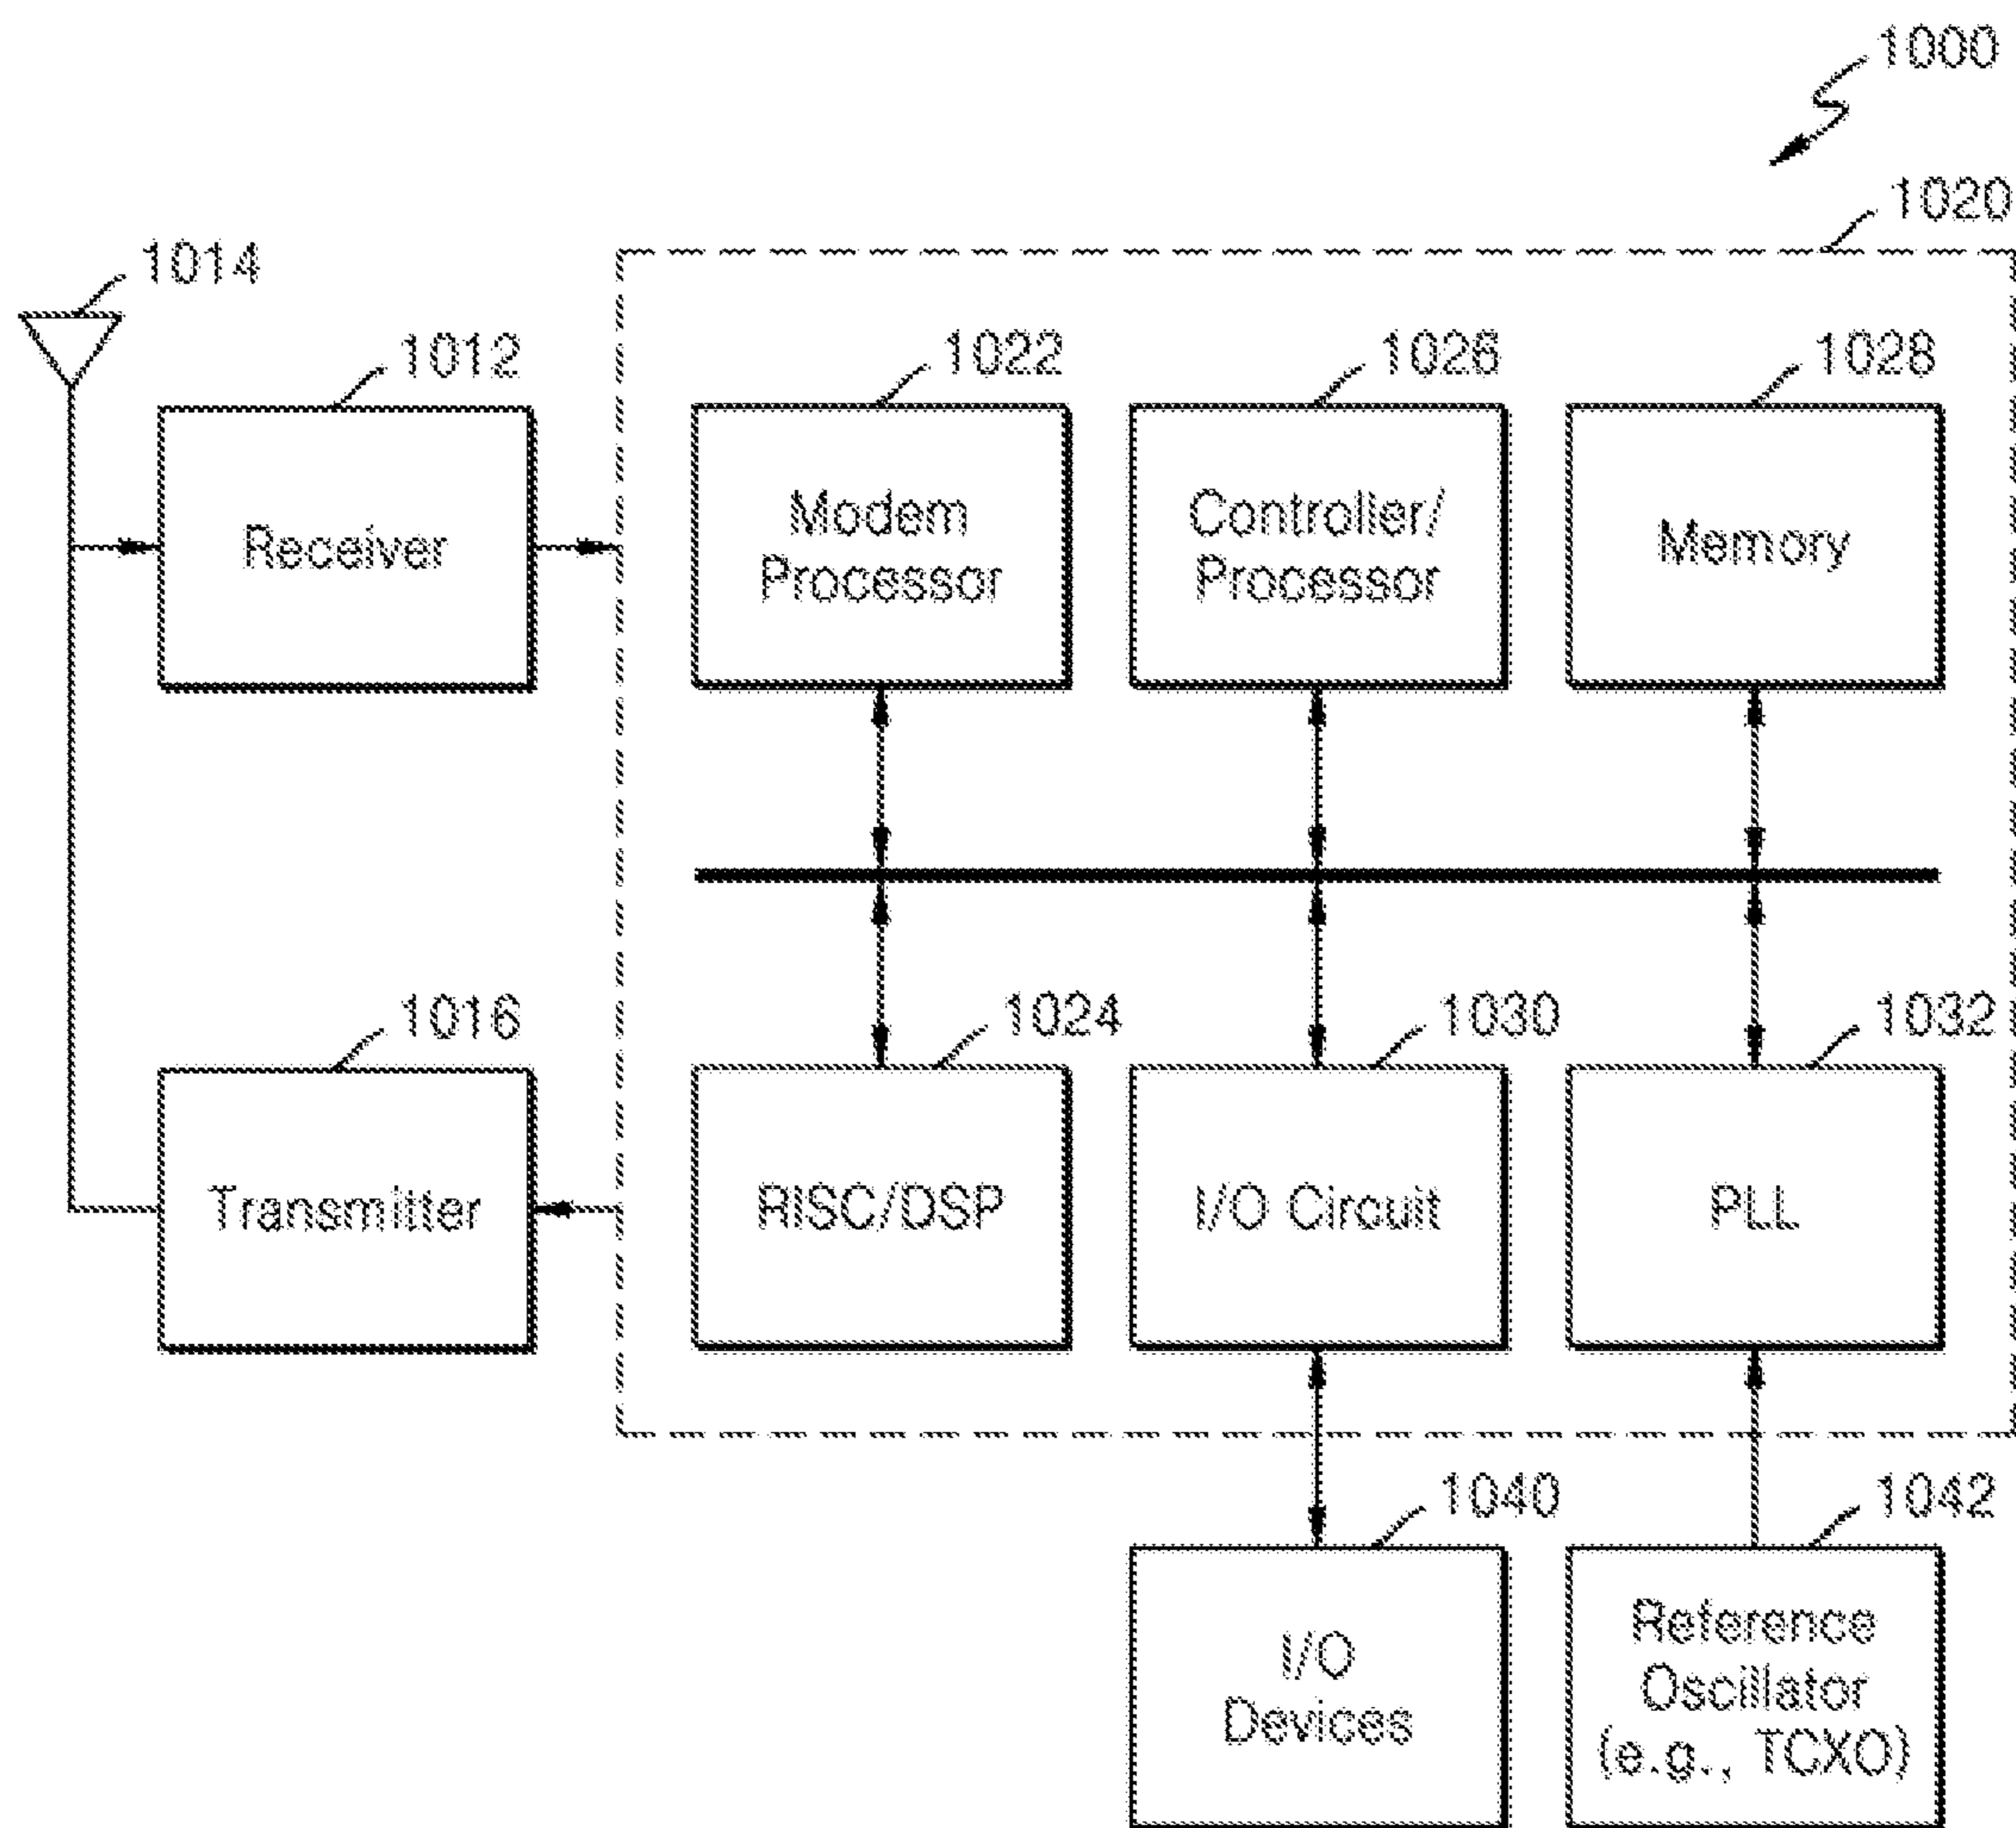 1000
1020
1014
1012
1022
1026
1028
Receiver
Modem
Processor
Controller/
Processor
Memory
1016
1024
1030
1032
Transmitter
RISC/DSP
I/O Circuit
PLL
1040
1042
I/O
Devices
Reference
Oscillator
(e.g., TCXO)